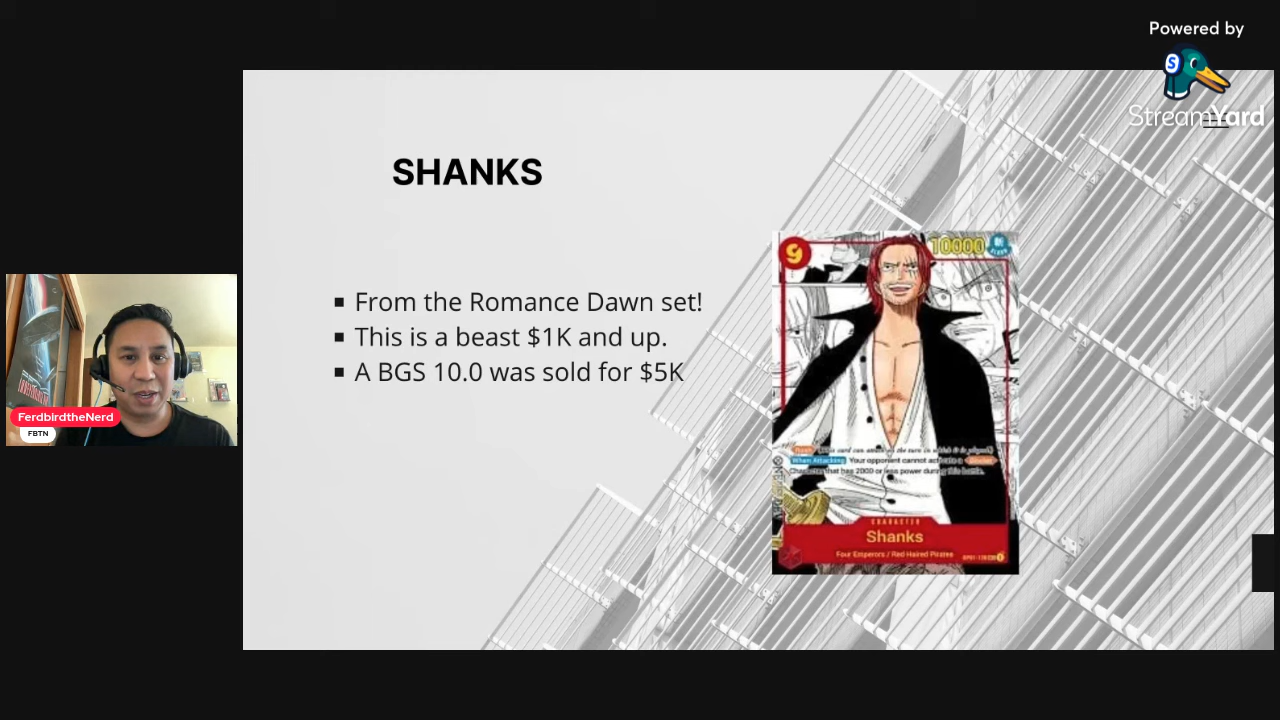 Powered by
StreamYard
SHANKS
From the Romance Dawn set!
This is a beast $1K and up.
A BGS 10.0 was sold for $5K
9
10000
When Attacking Your opponent cannot activate a Blocker
Character that has 2000 or less power during this battle.
CHARACTER
Shanks
Four Emperors / Red Haired Pirates
FerdbirdtheNerd
FBTN